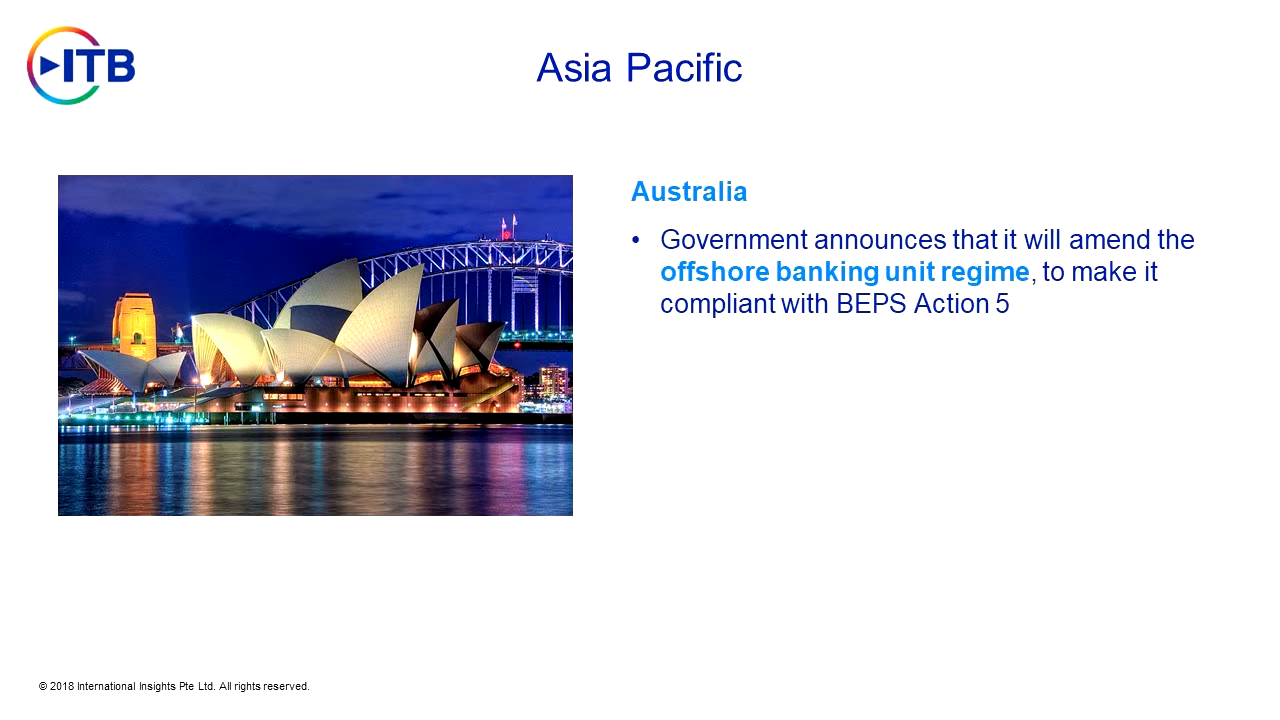 ITB
Asia Pacific
Australia
• Government announces that it will amend the
offshore banking unit regime, to make it
compliant with BEPS Action 5
© 2018 International Insights Pte Ltd. All rights reserved.